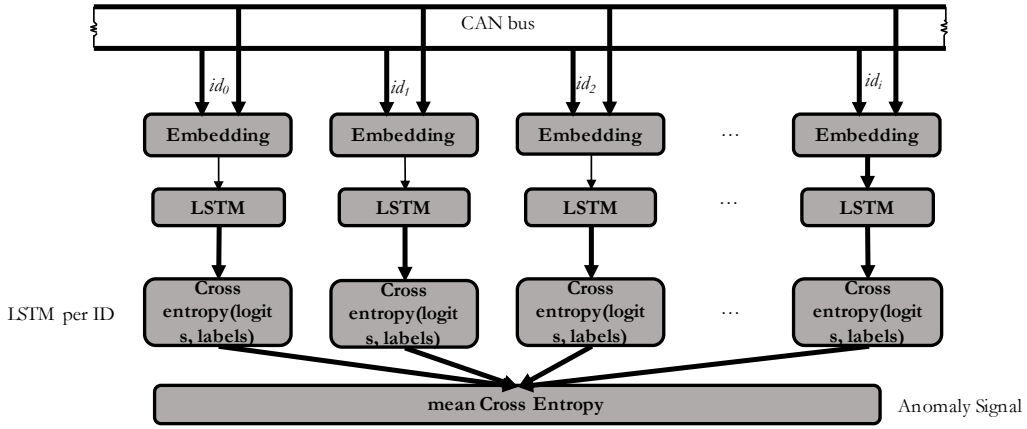 CAN bus
id0 id1 id2 idi
Embedding Embedding Embedding ... Embedding
LSTM LSTM LSTM ... LSTM
Cross Cross Cross Cross
entropy(logit entropy(logit entropy(logit ... entropy(logit
s, labels) s, labels) s, labels) s, labels)
LSTM per ID
mean Cross Entropy
Anomaly Signal